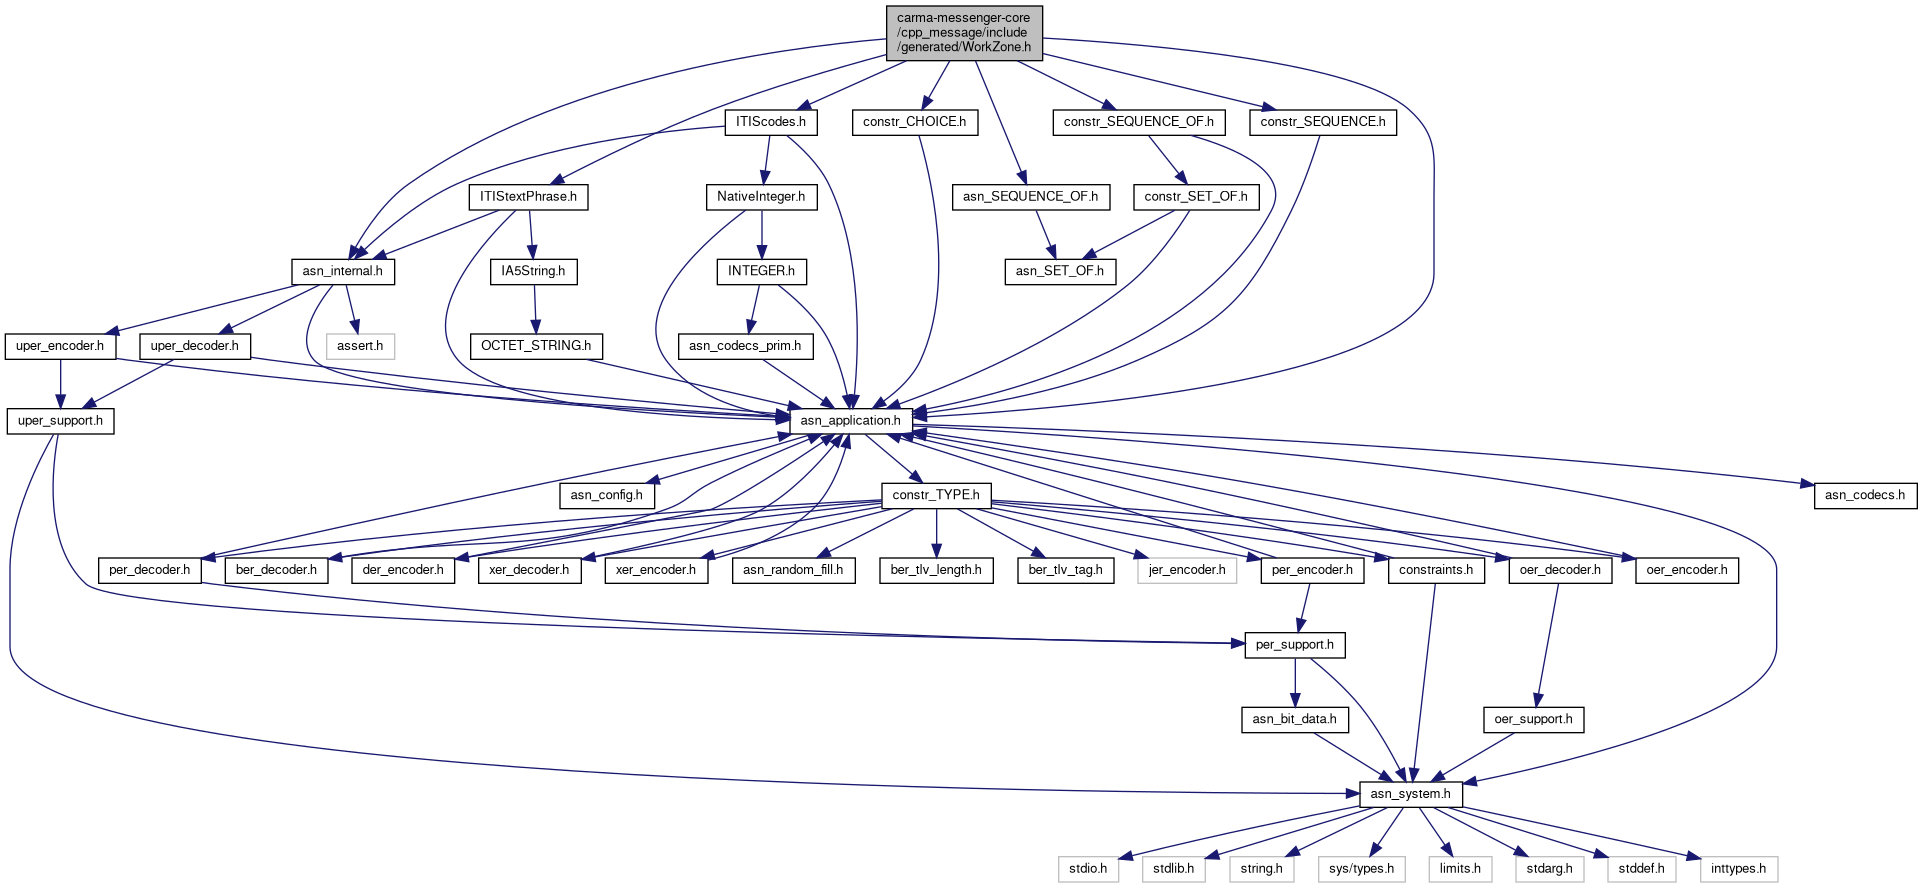 carma-messenger-core
/cpp_message/include
/generated/WorkZone.h
ITIScodes.h
constr_CHOICE.h
constr_SEQUENCE_OF.h
constr_SEQUENCE.h
ITIStextPhrase.h
NativeInteger.h
asn_SEQUENCE_OF.h
constr_SET_OF.h
asn_internal.h
IA5String.h
INTEGER.h
asn_SET_OF.h
uper_encoder.h
uper_decoder.h
assert.h
OCTET_STRING.h
asn_codecs_prim.h
uper_support.h
asn_application.h
asn_config.h
constr_TYPE.h
asn_codecs.h
per_decoder.h
ber_decoder.h
der_encoder.h
xer_decoder.h
xer_encoder.h
asn_random_fill.h
ber_tlv_length.h
ber_tlv_tag.h
jer_encoder.h
per_encoder.h
constraints.h
oer_decoder.h
oer_encoder.h
per_support.h
asn_bit_data.h
oer_support.h
asn_system.h
stdio.h
stdlib.h
string.h
sys/types.h
limits.h
stdarg.h
stddef.h
inttypes.h